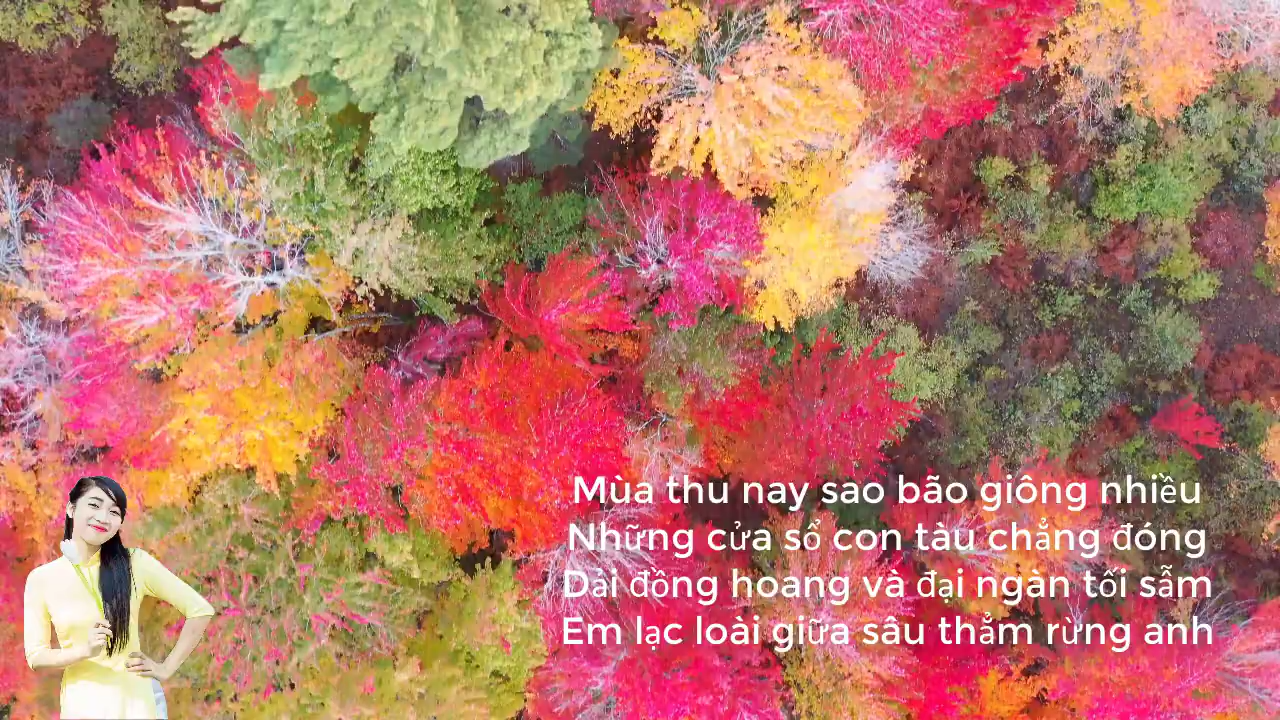 Mùa thu nay sao bão giông nhiều
Những cửa sổ con tàu chẳng đóng
Dải đồng hoang và đại ngàn tối sẫm
Em lạc loài giữa sâu thẳm rừng anh